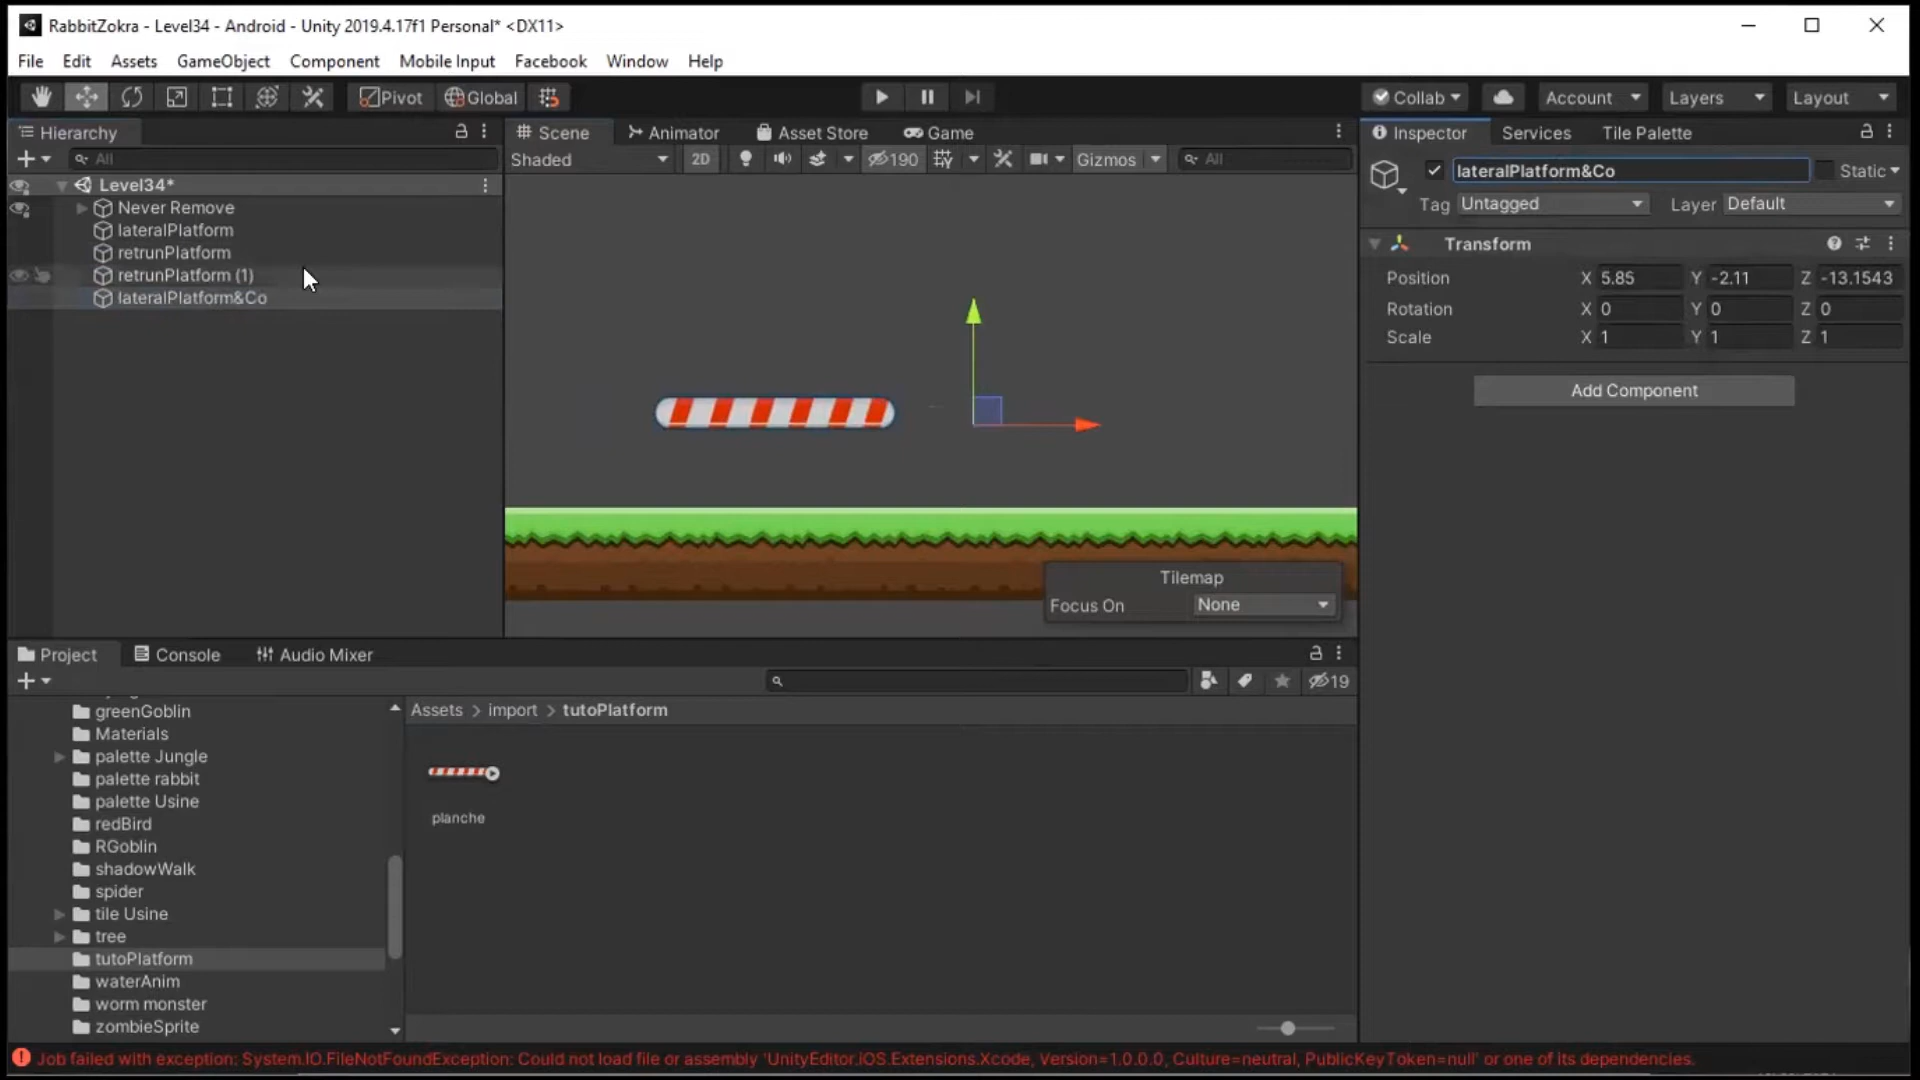 RabbitZokra - Level34 - Android - Unity 2019.4.17f1 Personal* <DX11>
File Edit Assets GameObject Component Mobile Input Facebook Window Help
Pivot Global Collab Account Layers Layout
Hierarchy Scene Animator Asset Store Game Inspector Services Tile Palette
All Shaded 2D 190 Gizmos All
lateralPlatform&Co Static
Level34*
Never Remove
lateralPlatform
retrunPlatform
retrunPlatform (1)
lateralPlatform&Co
Tag Untagged Layer Default
Transform
Position X 5.85 Y -2.11 Z -13.1543
Rotation X 0 Y 0 Z 0
Scale X 1 Y 1 Z 1
Add Component
Tilemap
Focus On None
Project Console Audio Mixer
19
Assets > import > tutoPlatform
greenGoblin
Materials
palette Jungle
palette rabbit
palette Usine
redBird
RGoblin
shadowWalk
spider
tile Usine
tree
tutoPlatform
waterAnim
worm monster
zombieSprite
planche
Job failed with exception: System.IO.FileNotFoundException: Could not load file or assembly 'UnityEditor.iOS.Extensions.Xcode, Version=1.0.0.0, Culture=neutral, PublicKeyToken=null' or one of its dependencies.